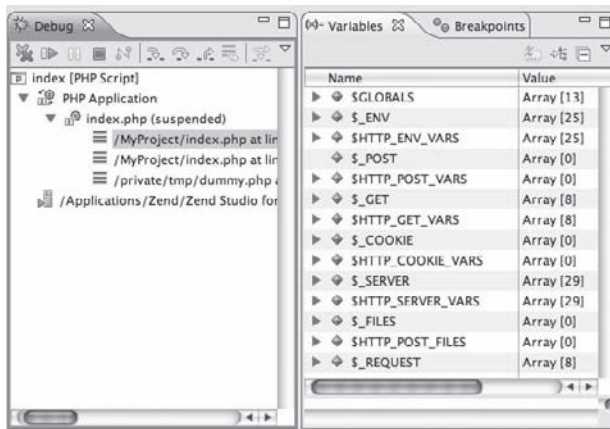 Debug
index [PHP Script]
PHP Application
index.php (suspended)
/MyProject/index.php at lin
/MyProject/index.php at lin
/private/tmp/dummy.php a
/Applications/Zend/Zend Studio for
(x)= Variables
Breakpoints
Name Value
$GLOBALS Array [13]
$_ENV Array [25]
$HTTP_ENV_VARS Array [25]
$_POST Array [0]
$HTTP_POST_VARS Array [0]
$_GET Array [8]
$HTTP_GET_VARS Array [8]
$_COOKIE Array [0]
$HTTP_COOKIE_VARS Array [0]
$_SERVER Array [29]
$HTTP_SERVER_VARS Array [29]
$_FILES Array [0]
$HTTP_POST_FILES Array [0]
$_REQUEST Array [8]